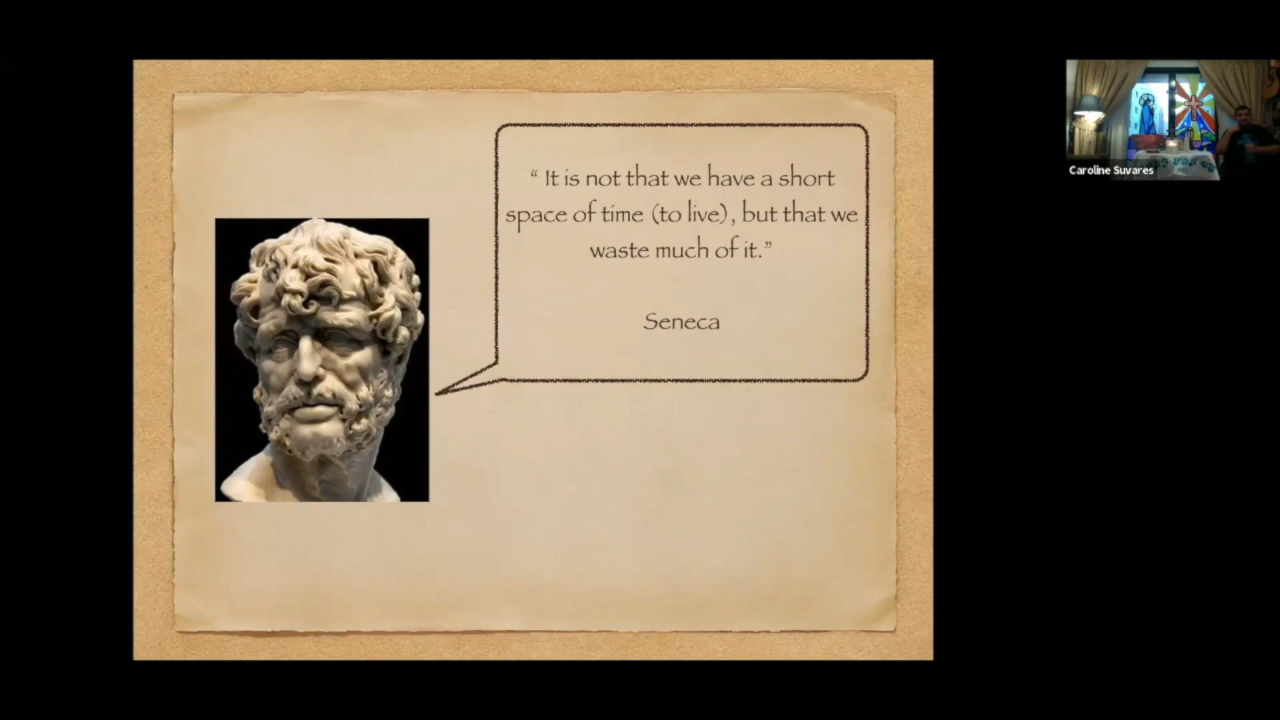 “ It is not that we have a short
space of time (to live), but that we
waste much of it.”
Seneca
Caroline Suvares